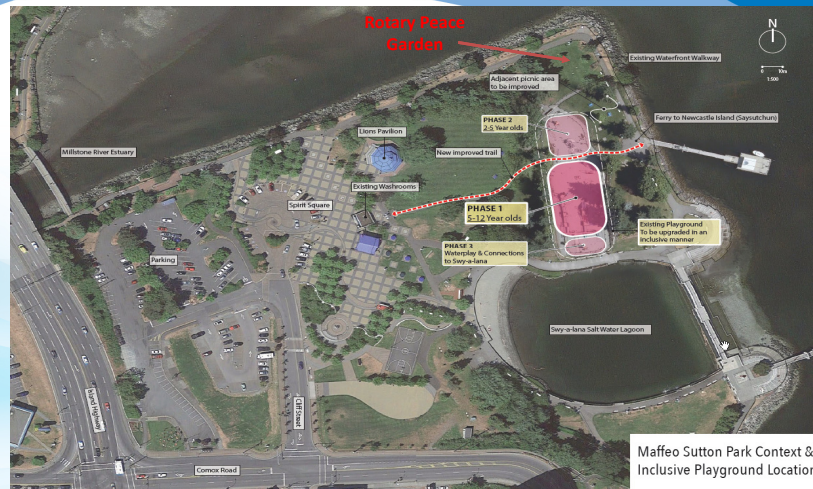 Rotary Peace
Garden
N
0 10m
1:500
Existing Waterfront Walkway
Adjacent picnic area
to be improved
Ferry to Newcastle Island (Saysutchun)
PHASE 2
2-5 Year olds
Lions Pavilion
New improved trail
Millstone River Estuary
Existing Washrooms
Spirit Square
PHASE 1
5-12 Year olds
Existing Playground
To be upgraded in an
inclusive manner
PHASE 3
Waterplay & Connections
to Swy-a-lana
Parking
Swy-a-lana Salt Water Lagoon
Island Highway
Cliff Street
Comox Road
Maffeo Sutton Park Context &
Inclusive Playground Location